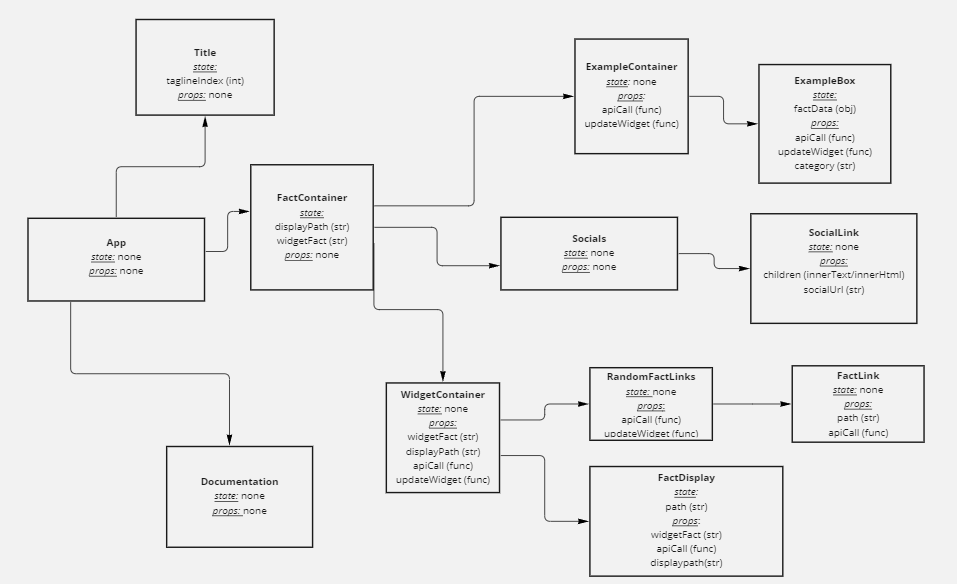 Title
state:
taglineIndex (int)
props: none
ExampleContainer
state: none
props:
apiCall (func)
updateWidget (func)
ExampleBox
state:
factData (obj)
props:
apiCall (func)
updateWidget (func)
category (str)
FactContainer
state:
displayPath (str)
widgetFact (str)
props: none
App
state: none
props: none
Socials
state: none
props: none
SocialLink
state: none
props:
children (innerText/innerHtml)
socialUrl (str)
WidgetContainer
state: none
props:
widgetFact (str)
displayPath (str)
apiCall (func)
updateWidget (func)
RandomFactLinks
state: none
props:
apiCall (func)
updateWidget (func)
FactLink
state: none
props:
path (str)
apiCall (func)
Documentation
state: none
props: none
FactDisplay
state:
path (str)
props:
widgetFact (str)
apiCall (func)
displaypath(str)